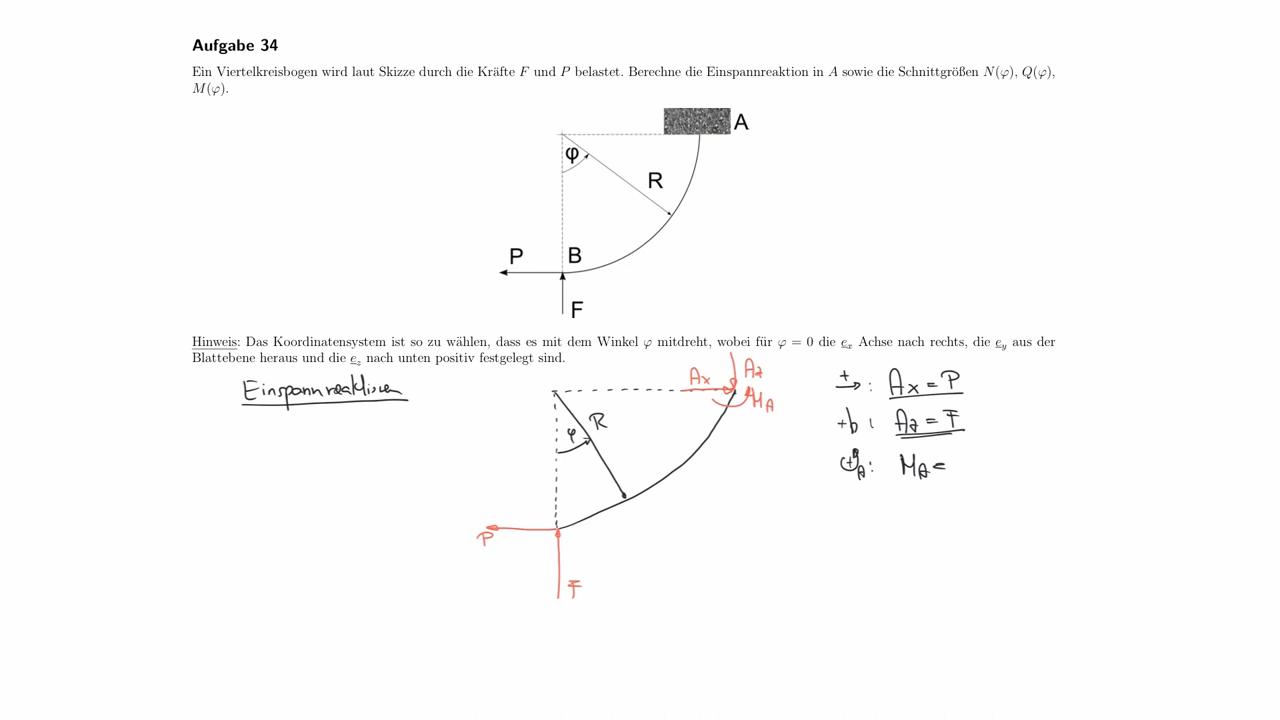 Aufgabe 34
Ein Viertelkreisbogen wird laut Skizze durch die Kräfte F und P belastet. Berechne die Einspannreaktion in A sowie die Schnittgrößen N(φ), Q(φ),
M(φ).
A
φ
R
P
B
F
Hinweis: Das Koordinatensystem ist so zu wählen, dass es mit dem Winkel φ mitdreht, wobei für φ = 0 die e_x Achse nach rechts, die e_y aus der
Blattebene heraus und die e_z nach unten positiv festgelegt sind.
Einspannreaktion
Ax
Az
MA
φ
R
P
F
+→: Ax = P
+↓: Az = F
A: MA =